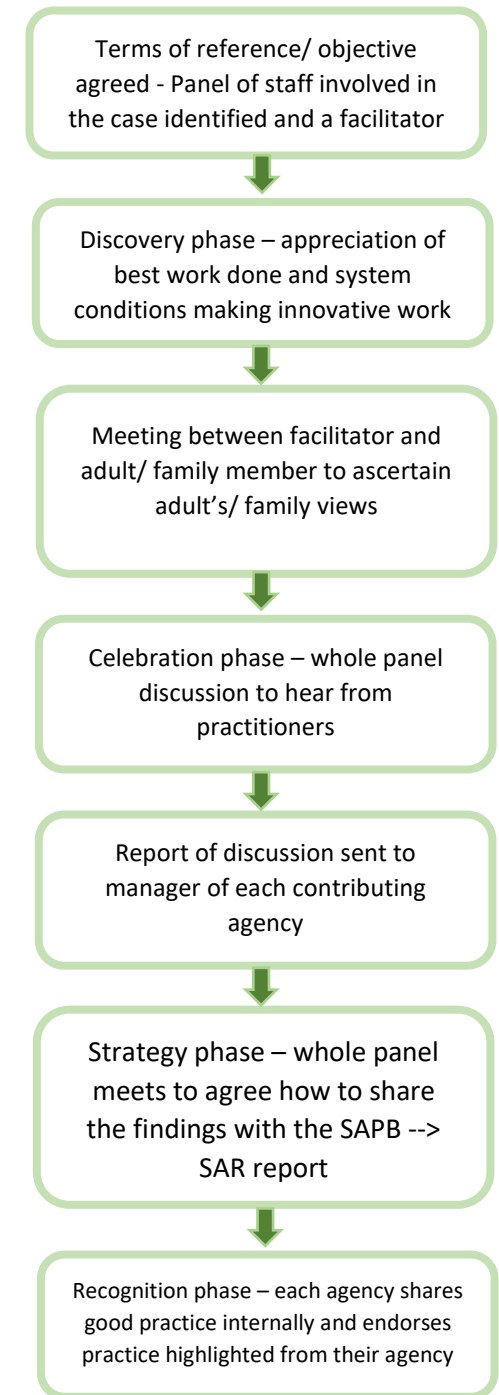 Terms of reference/ objective
agreed - Panel of staff involved in
the case identified and a facilitator
Discovery phase – appreciation of
best work done and system
conditions making innovative work
Meeting between facilitator and
adult/ family member to ascertain
adult’s/ family views
Celebration phase – whole panel
discussion to hear from
practitioners
Report of discussion sent to
manager of each contributing
agency
Strategy phase – whole panel
meets to agree how to share
the findings with the SAPB -->
SAR report
Recognition phase – each agency shares
good practice internally and endorses
practice highlighted from their agency